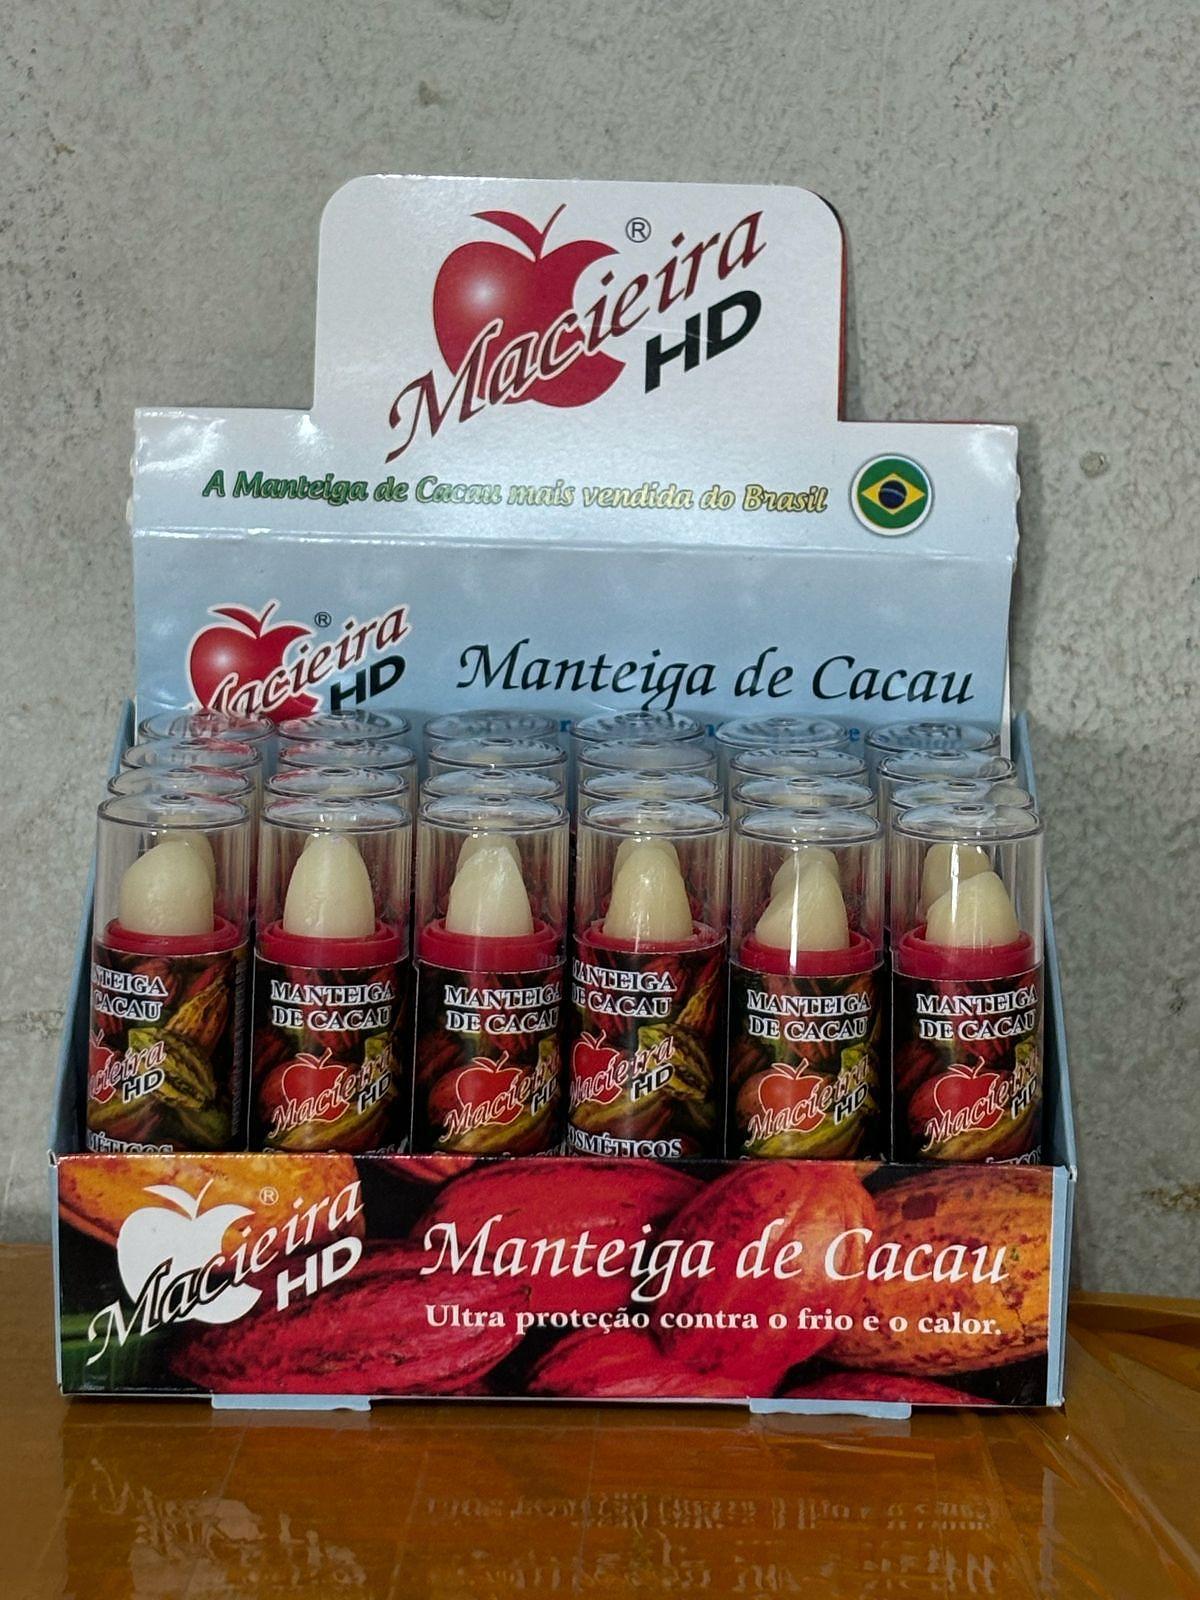 Macieira ®
HD
A Manteiga de Cacau mais vendida do Brasil
Macieira ®
HD
Manteiga de Cacau
MANTEIGA
DE CACAU
Macieira
HD
MANTEIGA
DE CACAU
Macieira
HD
MANTEIGA
DE CACAU
Macieira
HD
MANTEIGA
DE CACAU
Macieira
HD
COSMÉTICOS
MANTEIGA
DE CACAU
Macieira
HD
MANTEIGA
DE CACAU
Macieira
HD
Macieira ®
HD
Manteiga de Cacau
Ultra proteção contra o frio e o calor.